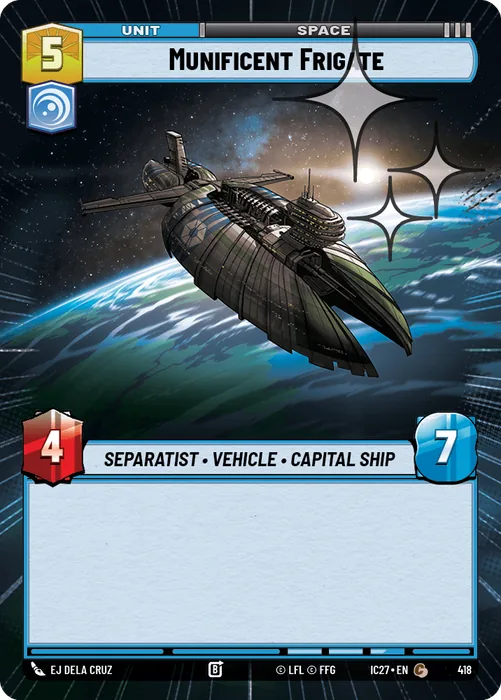 UNIT
SPACE
5
MUNIFICENT FRIGATE
4
SEPARATIST • VEHICLE • CAPITAL SHIP
7
EJ DELA CRUZ
B
© LFL © FFG
IC27 • EN
C
418